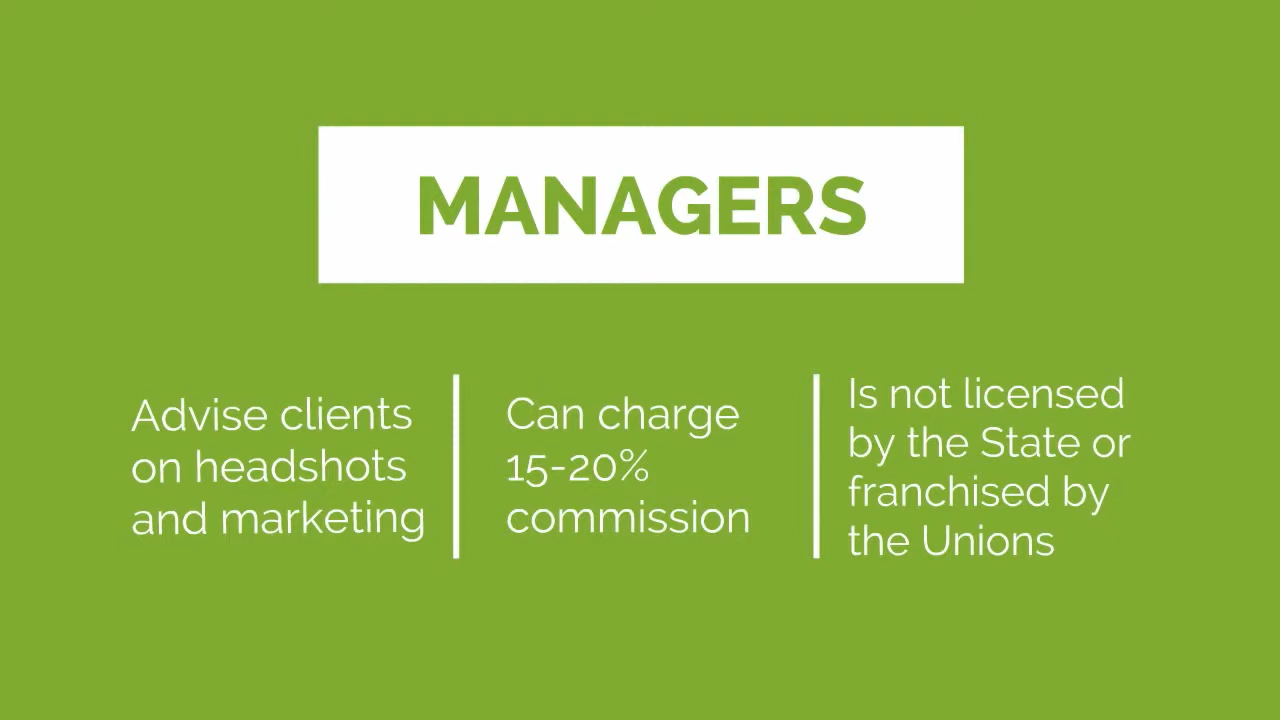 MANAGERS
Advise clients
on headshots
and marketing
Can charge
15-20%
commission
Is not licensed
by the State or
franchised by
the Unions